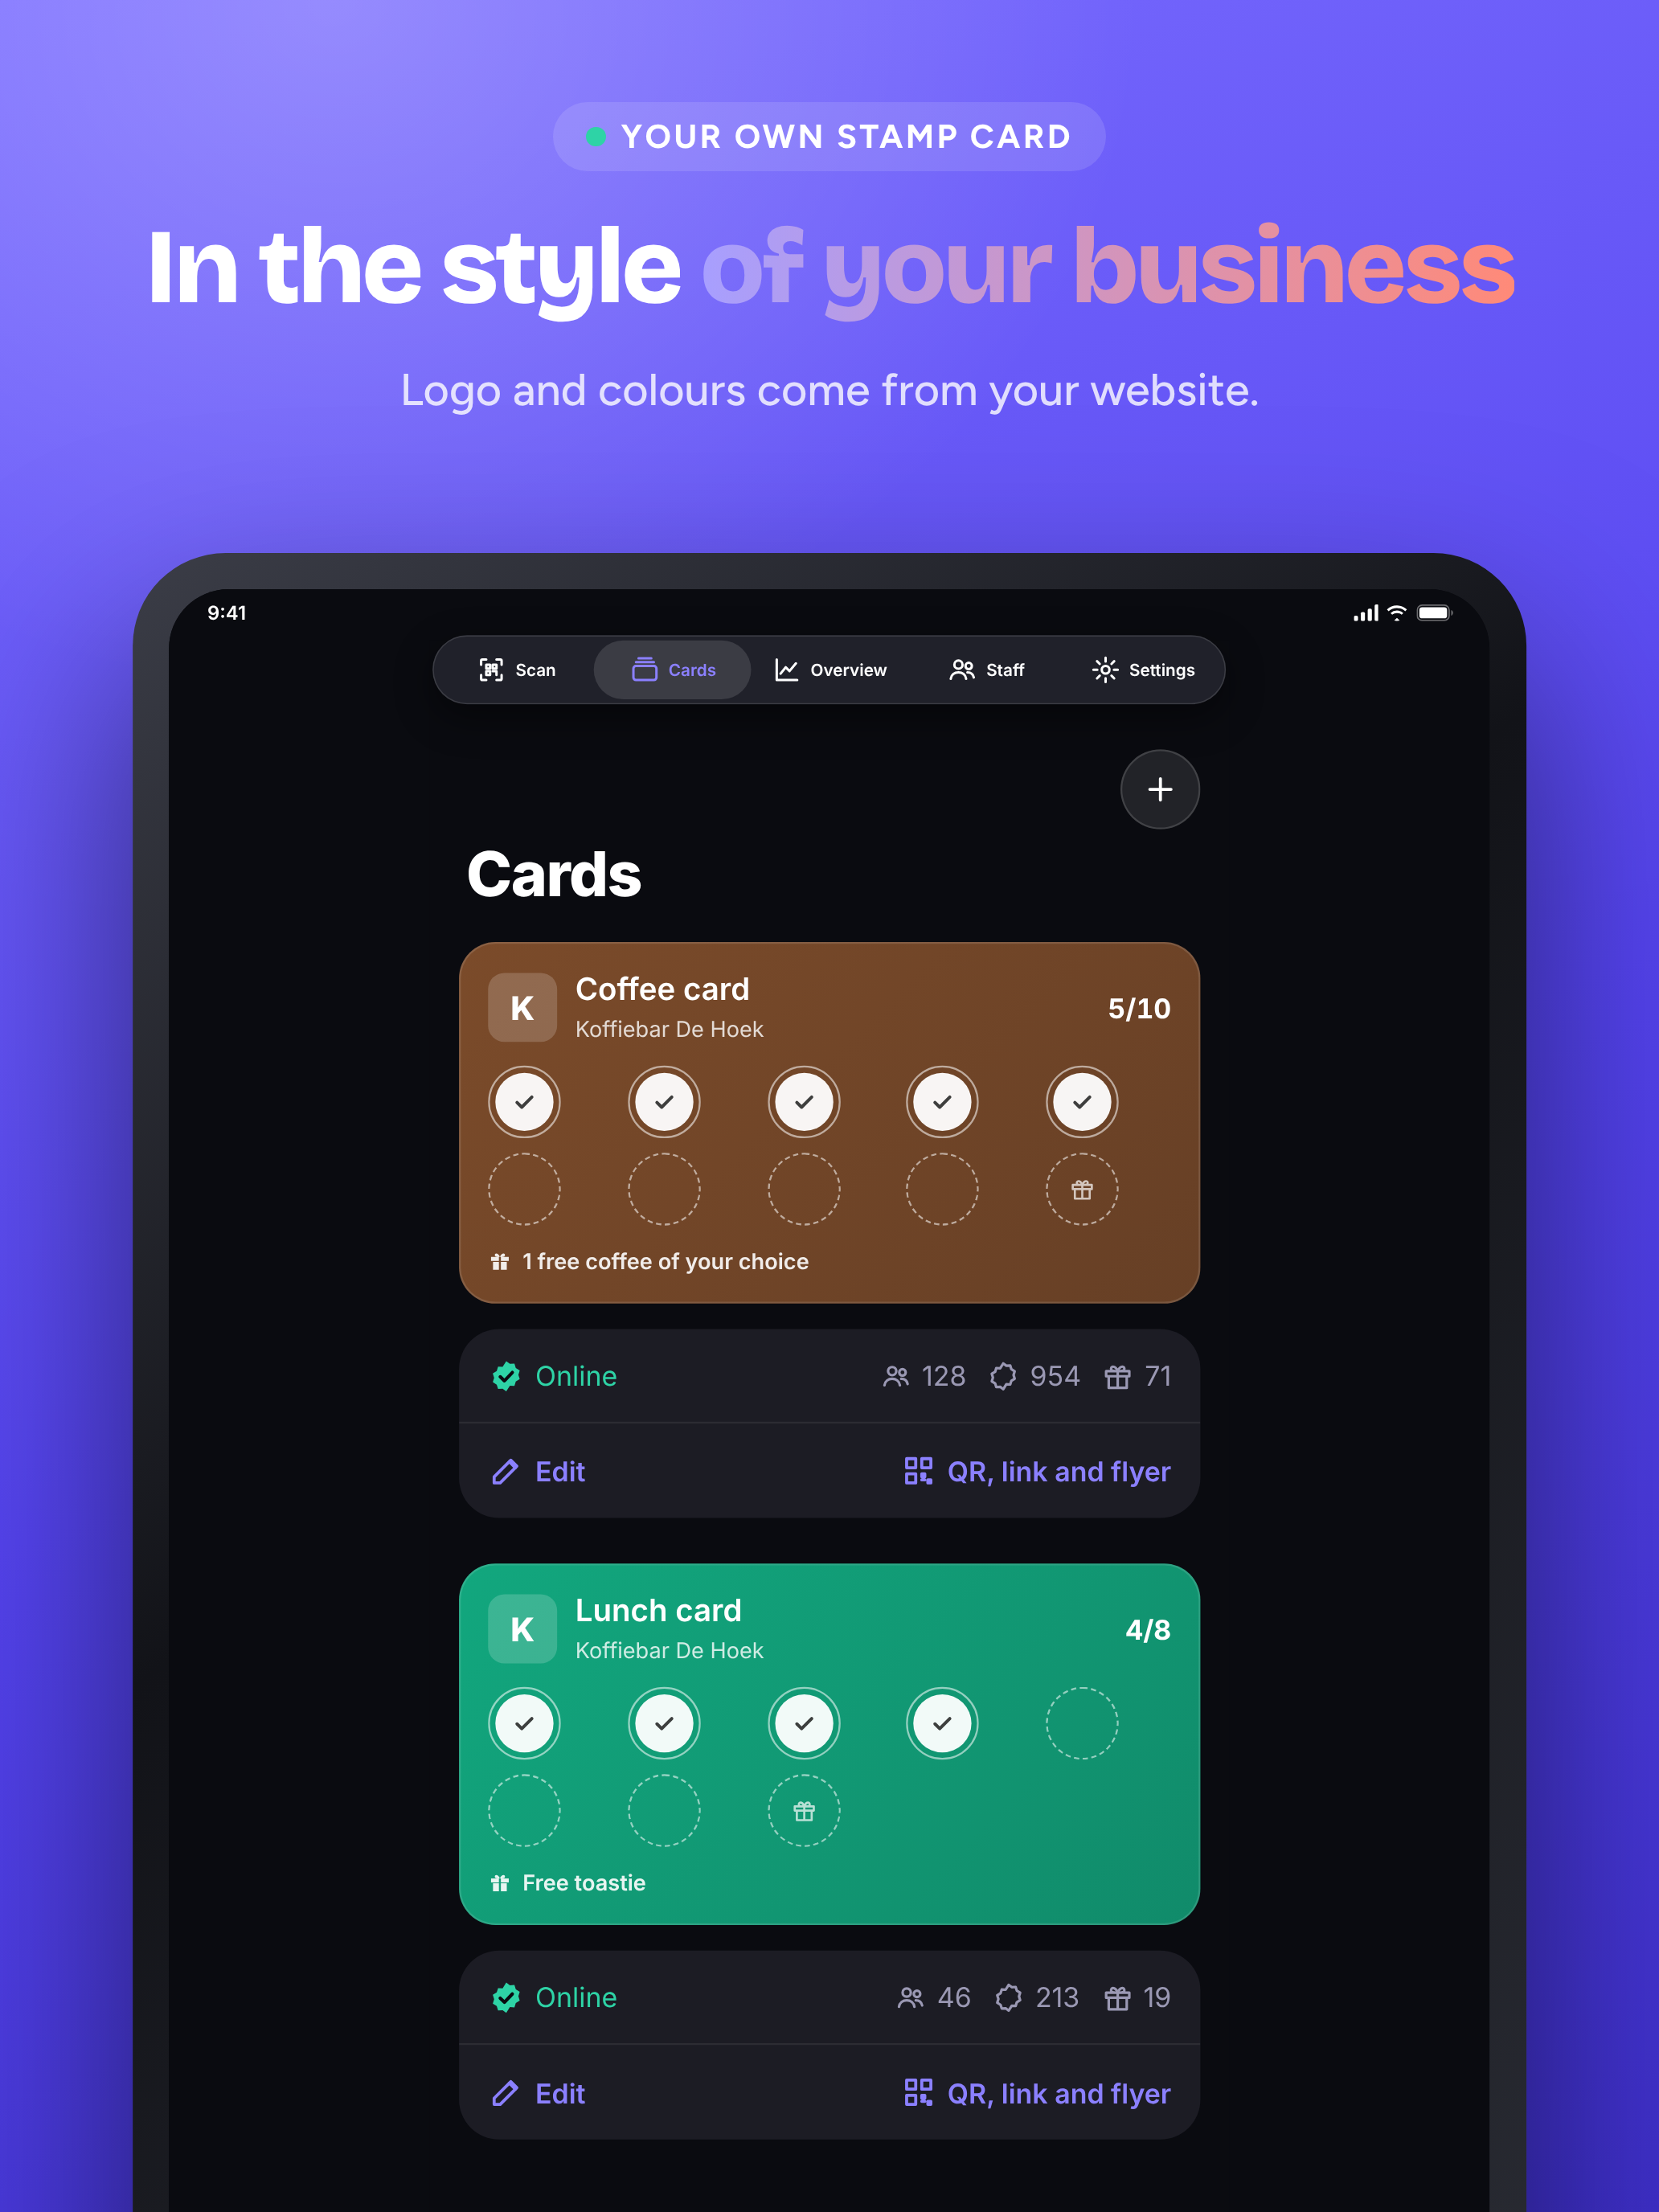 YOUR OWN STAMP CARD
In the style of your business
Logo and colours come from your website.
9:41
Scan Cards Overview Staff Settings
Cards
K Coffee card 5/10
Koffiebar De Hoek
1 free coffee of your choice
Online 128 954 71
Edit QR, link and flyer
K Lunch card 4/8
Koffiebar De Hoek
Free toastie
Online 46 213 19
Edit QR, link and flyer